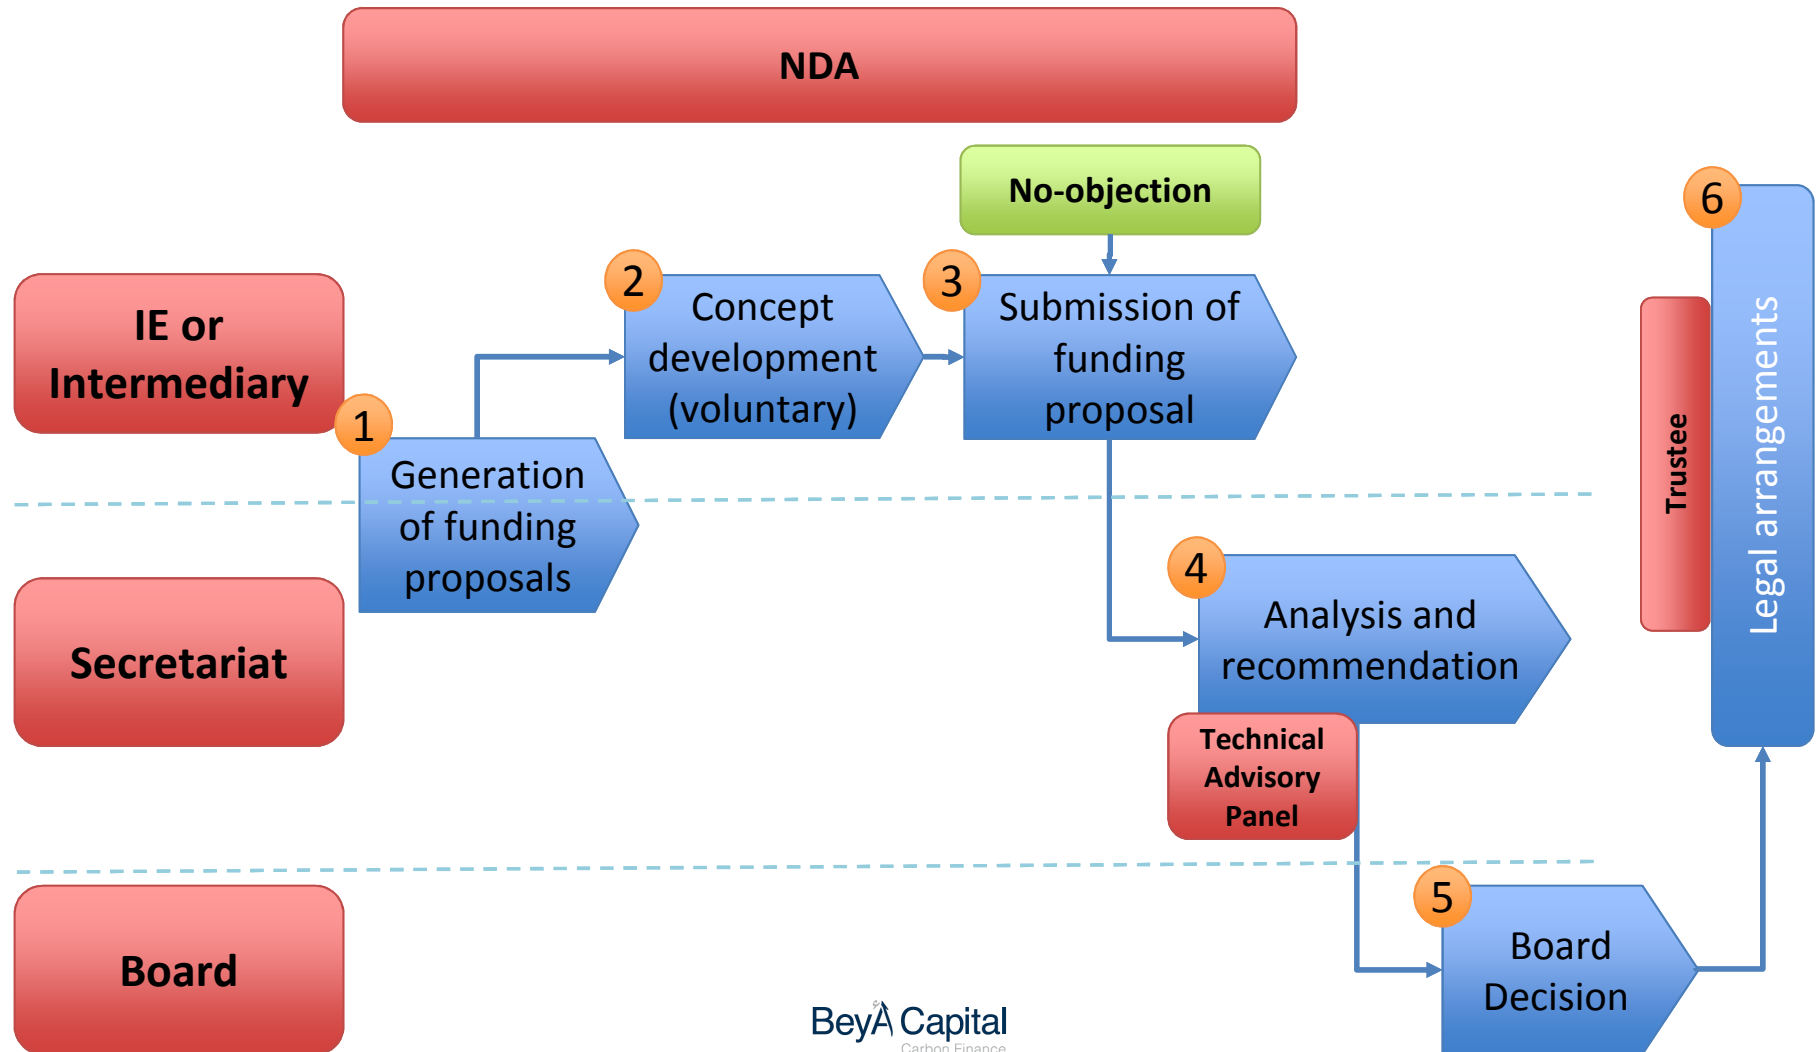 NDA
No-objection
6
2
Concept
development
(voluntary)
3
Submission of
funding
proposal
IE or
Intermediary
1
Generation
of funding
proposals
Trustee
Legal arrangements
4
Analysis and
recommendation
Secretariat
Technical
Advisory
Panel
5
Board
Decision
Board
BeyA Capital
Carbon Finance